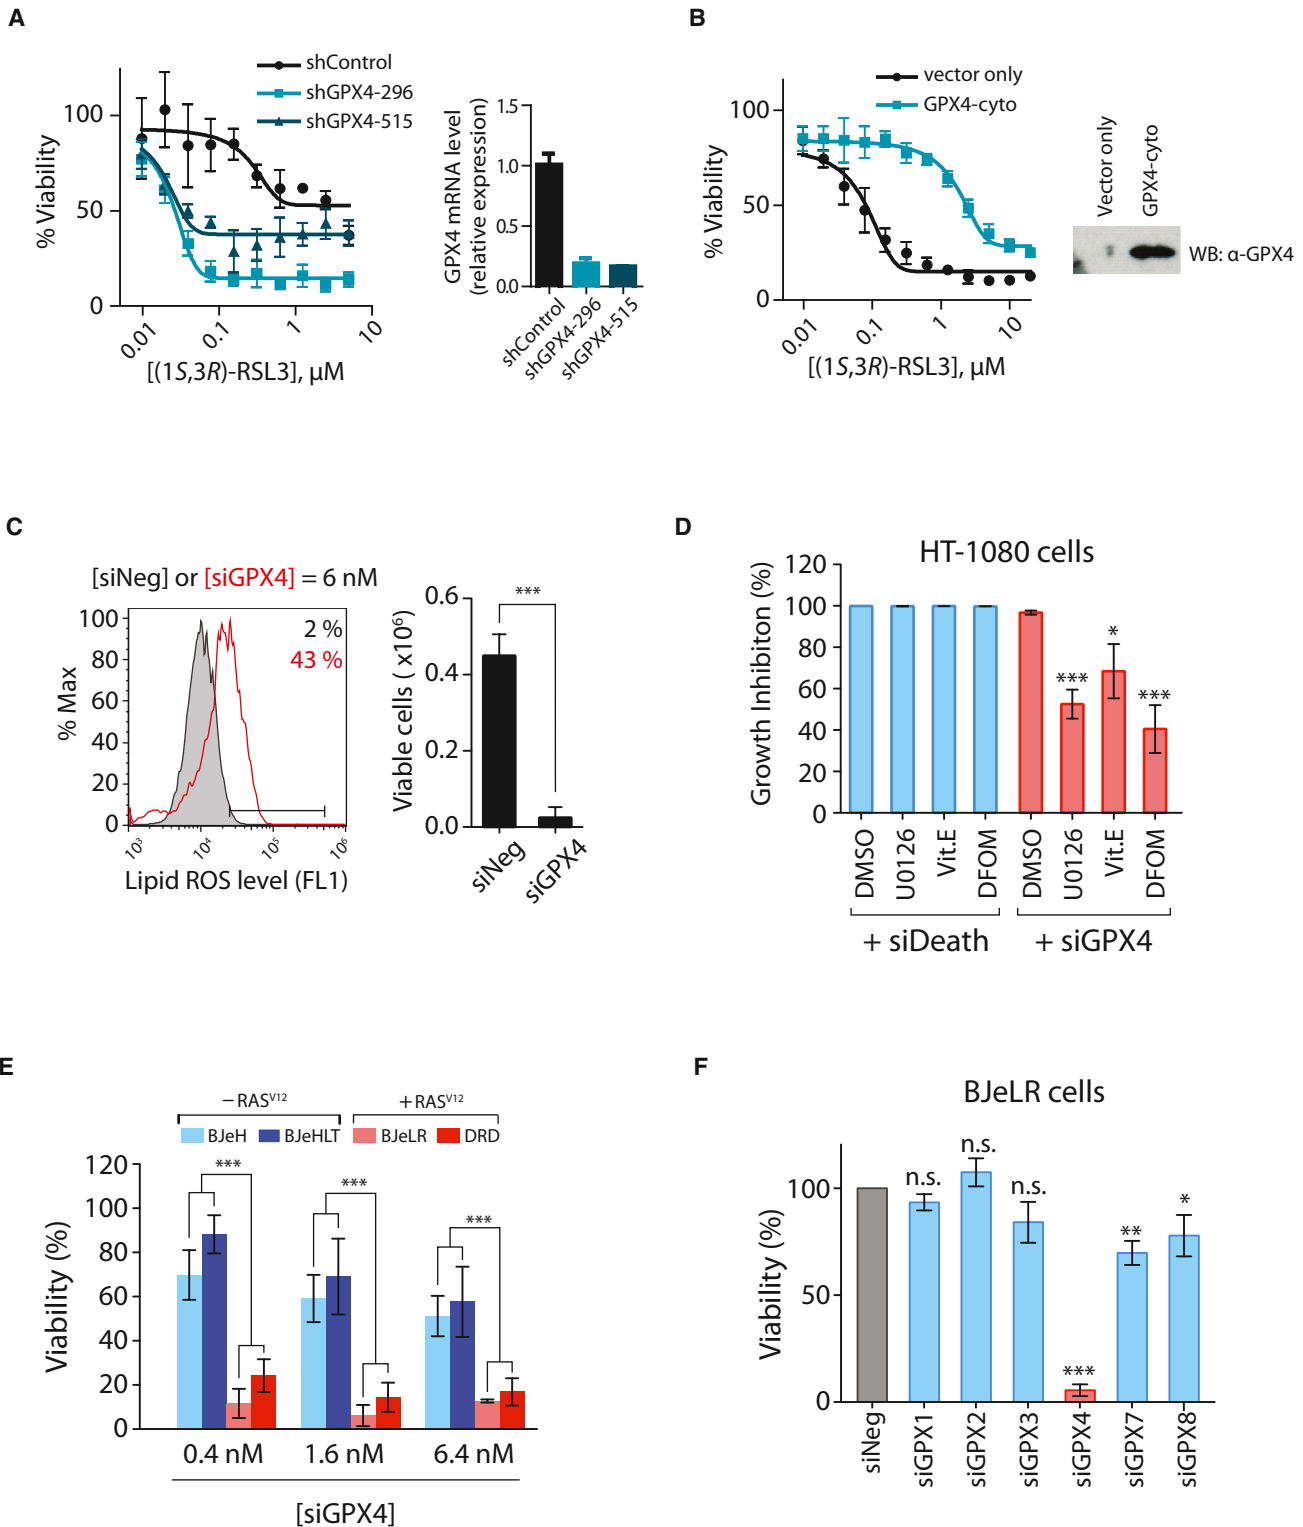 A
shControl
shGPX4-296
shGPX4-515
100
50
0
% Viability
0.01
0.1
1
10
[(1S,3R)-RSL3], μM
GPX4 mRNA level
(relative expression)
1.5
1.0
0.5
0.0
shControl
shGPX4-296
shGPX4-515
B
vector only
GPX4-cyto
100
50
0
% Viability
0.01
0.1
1
10
[(1S,3R)-RSL3], μM
Vector only
GPX4-cyto
WB: α-GPX4
C
[siNeg] or [siGPX4] = 6 nM
2 %
43 %
100
80
60
40
20
0
% Max
10³
10⁴
10⁵
10⁶
Lipid ROS level (FL1)
Viable cells ( x10⁶)
0.6
0.4
0.2
0.0
***
siNeg
siGPX4
D
HT-1080 cells
Growth Inhibiton (%)
120
100
80
60
40
20
0
***
*
***
DMSO
U0126
Vit.E
DFOM
DMSO
U0126
Vit.E
DFOM
+ siDeath
+ siGPX4
E
− RASV12
+ RASV12
BJeH
BJeHLT
BJeLR
DRD
Viability (%)
120
100
80
60
40
20
0
***
***
***
0.4 nM
1.6 nM
6.4 nM
[siGPX4]
F
BJeLR cells
Viability (%)
100
50
0
n.s.
n.s.
n.s.
***
**
*
siNeg
siGPX1
siGPX2
siGPX3
siGPX4
siGPX7
siGPX8